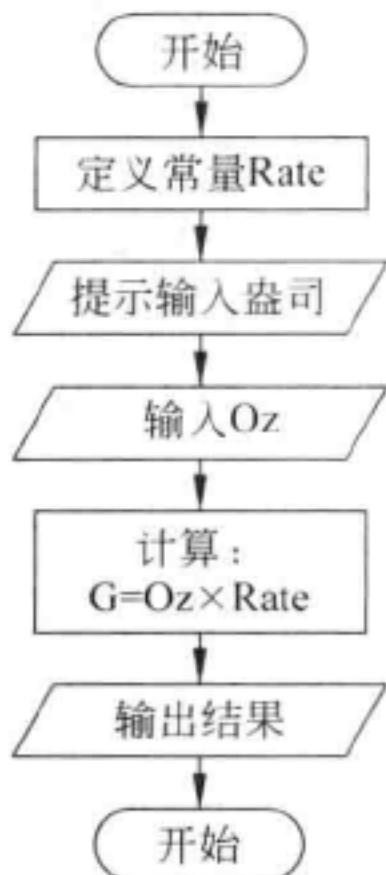 开始
定义常量Rate
提示输入盎司
输入Oz
计算：
G=Oz×Rate
输出结果
开始